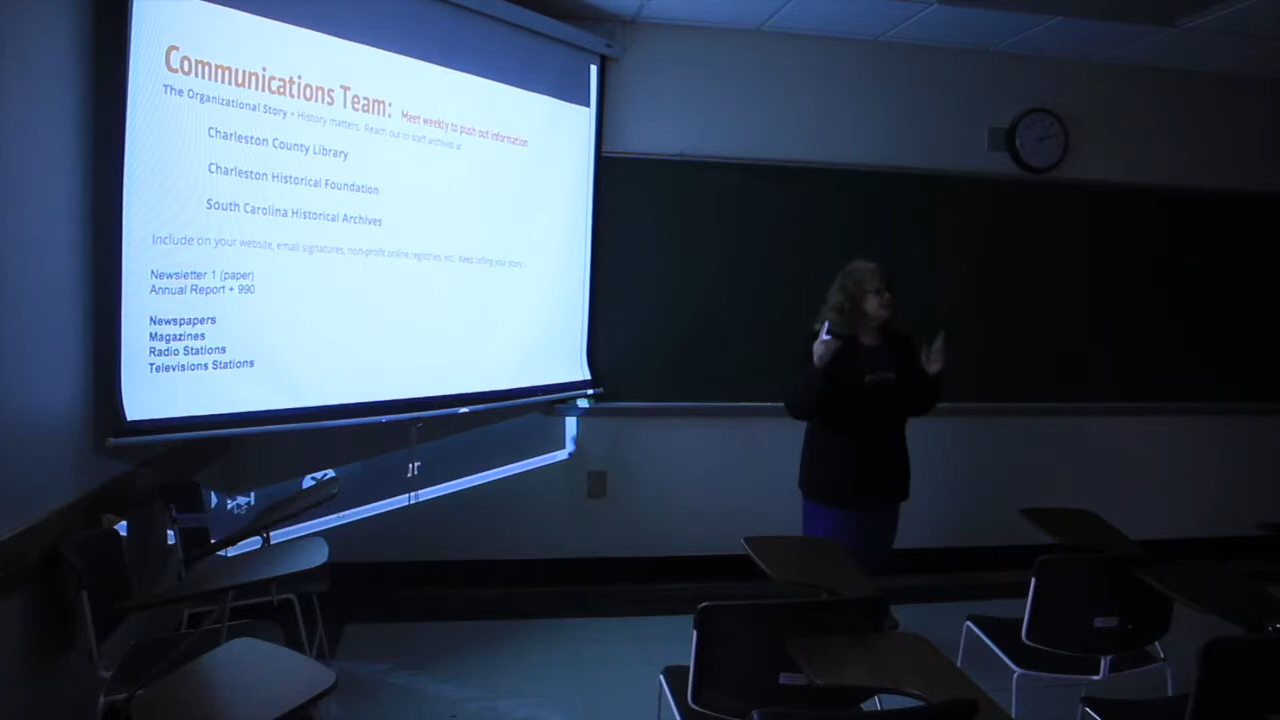 Communications Team: Meet weekly to push out information
The Organizational Story + History matters. Reach out to staff archivist at
Charleston County Library
Charleston Historical Foundation
South Carolina Historical Archives
Include on your website, email signatures, non-profit online registries, etc. Keep telling your story...
Newsletter 1 (paper)
Annual Report + 990
Newspapers
Magazines
Radio Stations
Televisions Stations